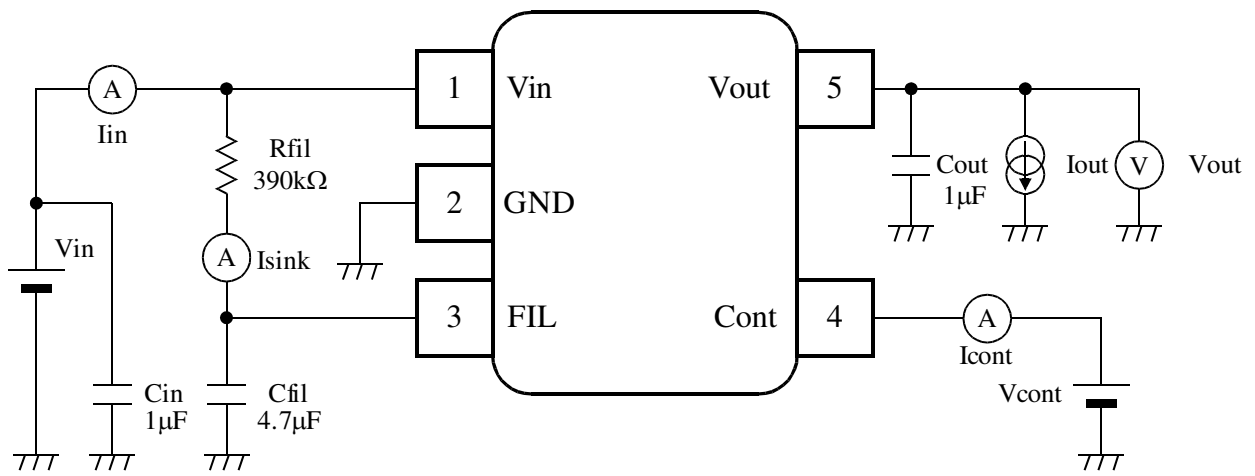 1
Vin
Vout
5
A
Iin
Rfil
390kΩ
Cout
1μF
Iout
V
Vout
2
GND
Vin
A
Isink
3
FIL
Cont
4
A
Icont
Cin
1μF
Cfil
4.7μF
Vcont